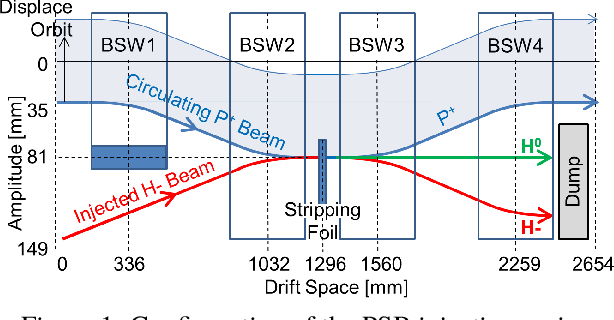 Displace
Orbit
BSW1
BSW2
BSW3
BSW4
0
Circulating P+ Beam
P+
35
H0
81
Amplitude [mm]
Injected H- Beam
Dump
Stripping
Foil
H-
149
0
336
1032
1296
1560
2259
2654
Drift Space [mm]